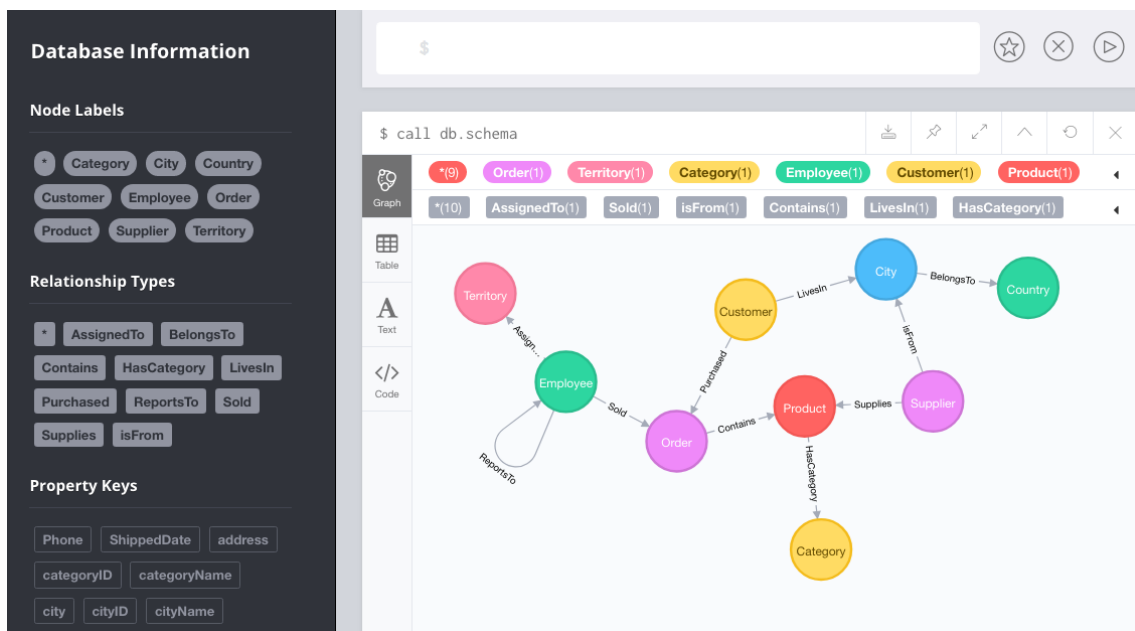 Database Information
Node Labels
* Category City Country
Customer Employee Order
Product Supplier Territory
Relationship Types
* AssignedTo BelongsTo
Contains HasCategory LivesIn
Purchased ReportsTo Sold
Supplies isFrom
Property Keys
Phone ShippedDate address
categoryID categoryName
city cityID cityName
$
$ call db.schema
Graph
Table
A
Text
</>
Code
*(9) Order(1) Territory(1) Category(1) Employee(1) Customer(1) Product(1)
*(10) AssignedTo(1) Sold(1) isFrom(1) Contains(1) LivesIn(1) HasCategory(1)
City
BelongsTo
Country
Territory
LivesIn
Customer
Assign...
isFrom
Purchased
Employee
Sold
Product
Supplies
Supplier
Order
Contains
ReportsTo
HasCategory
Category